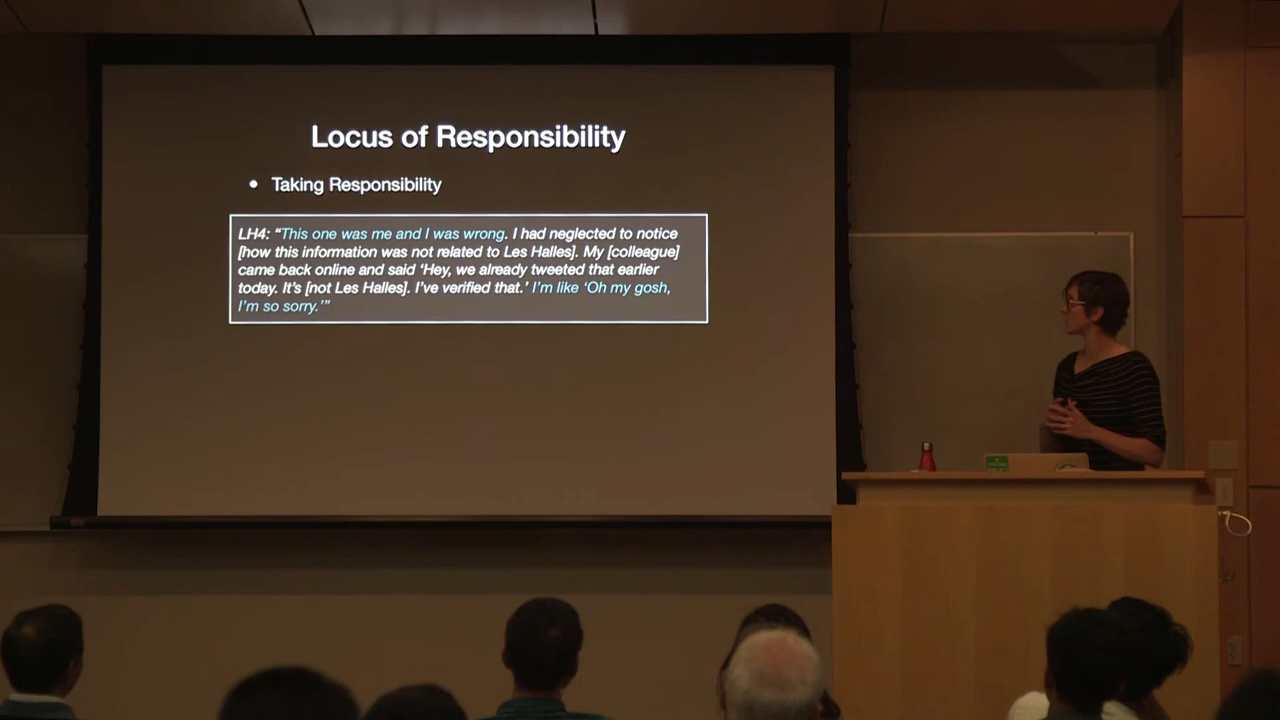 Locus of Responsibility
• Taking Responsibility
LH4: “This one was me and I was wrong. I had neglected to notice
[how this information was not related to Les Halles]. My [colleague]
came back online and said ‘Hey, we already tweeted that earlier
today. It’s [not Les Halles]. I’ve verified that.’ I’m like ‘Oh my gosh,
I’m so sorry.’”